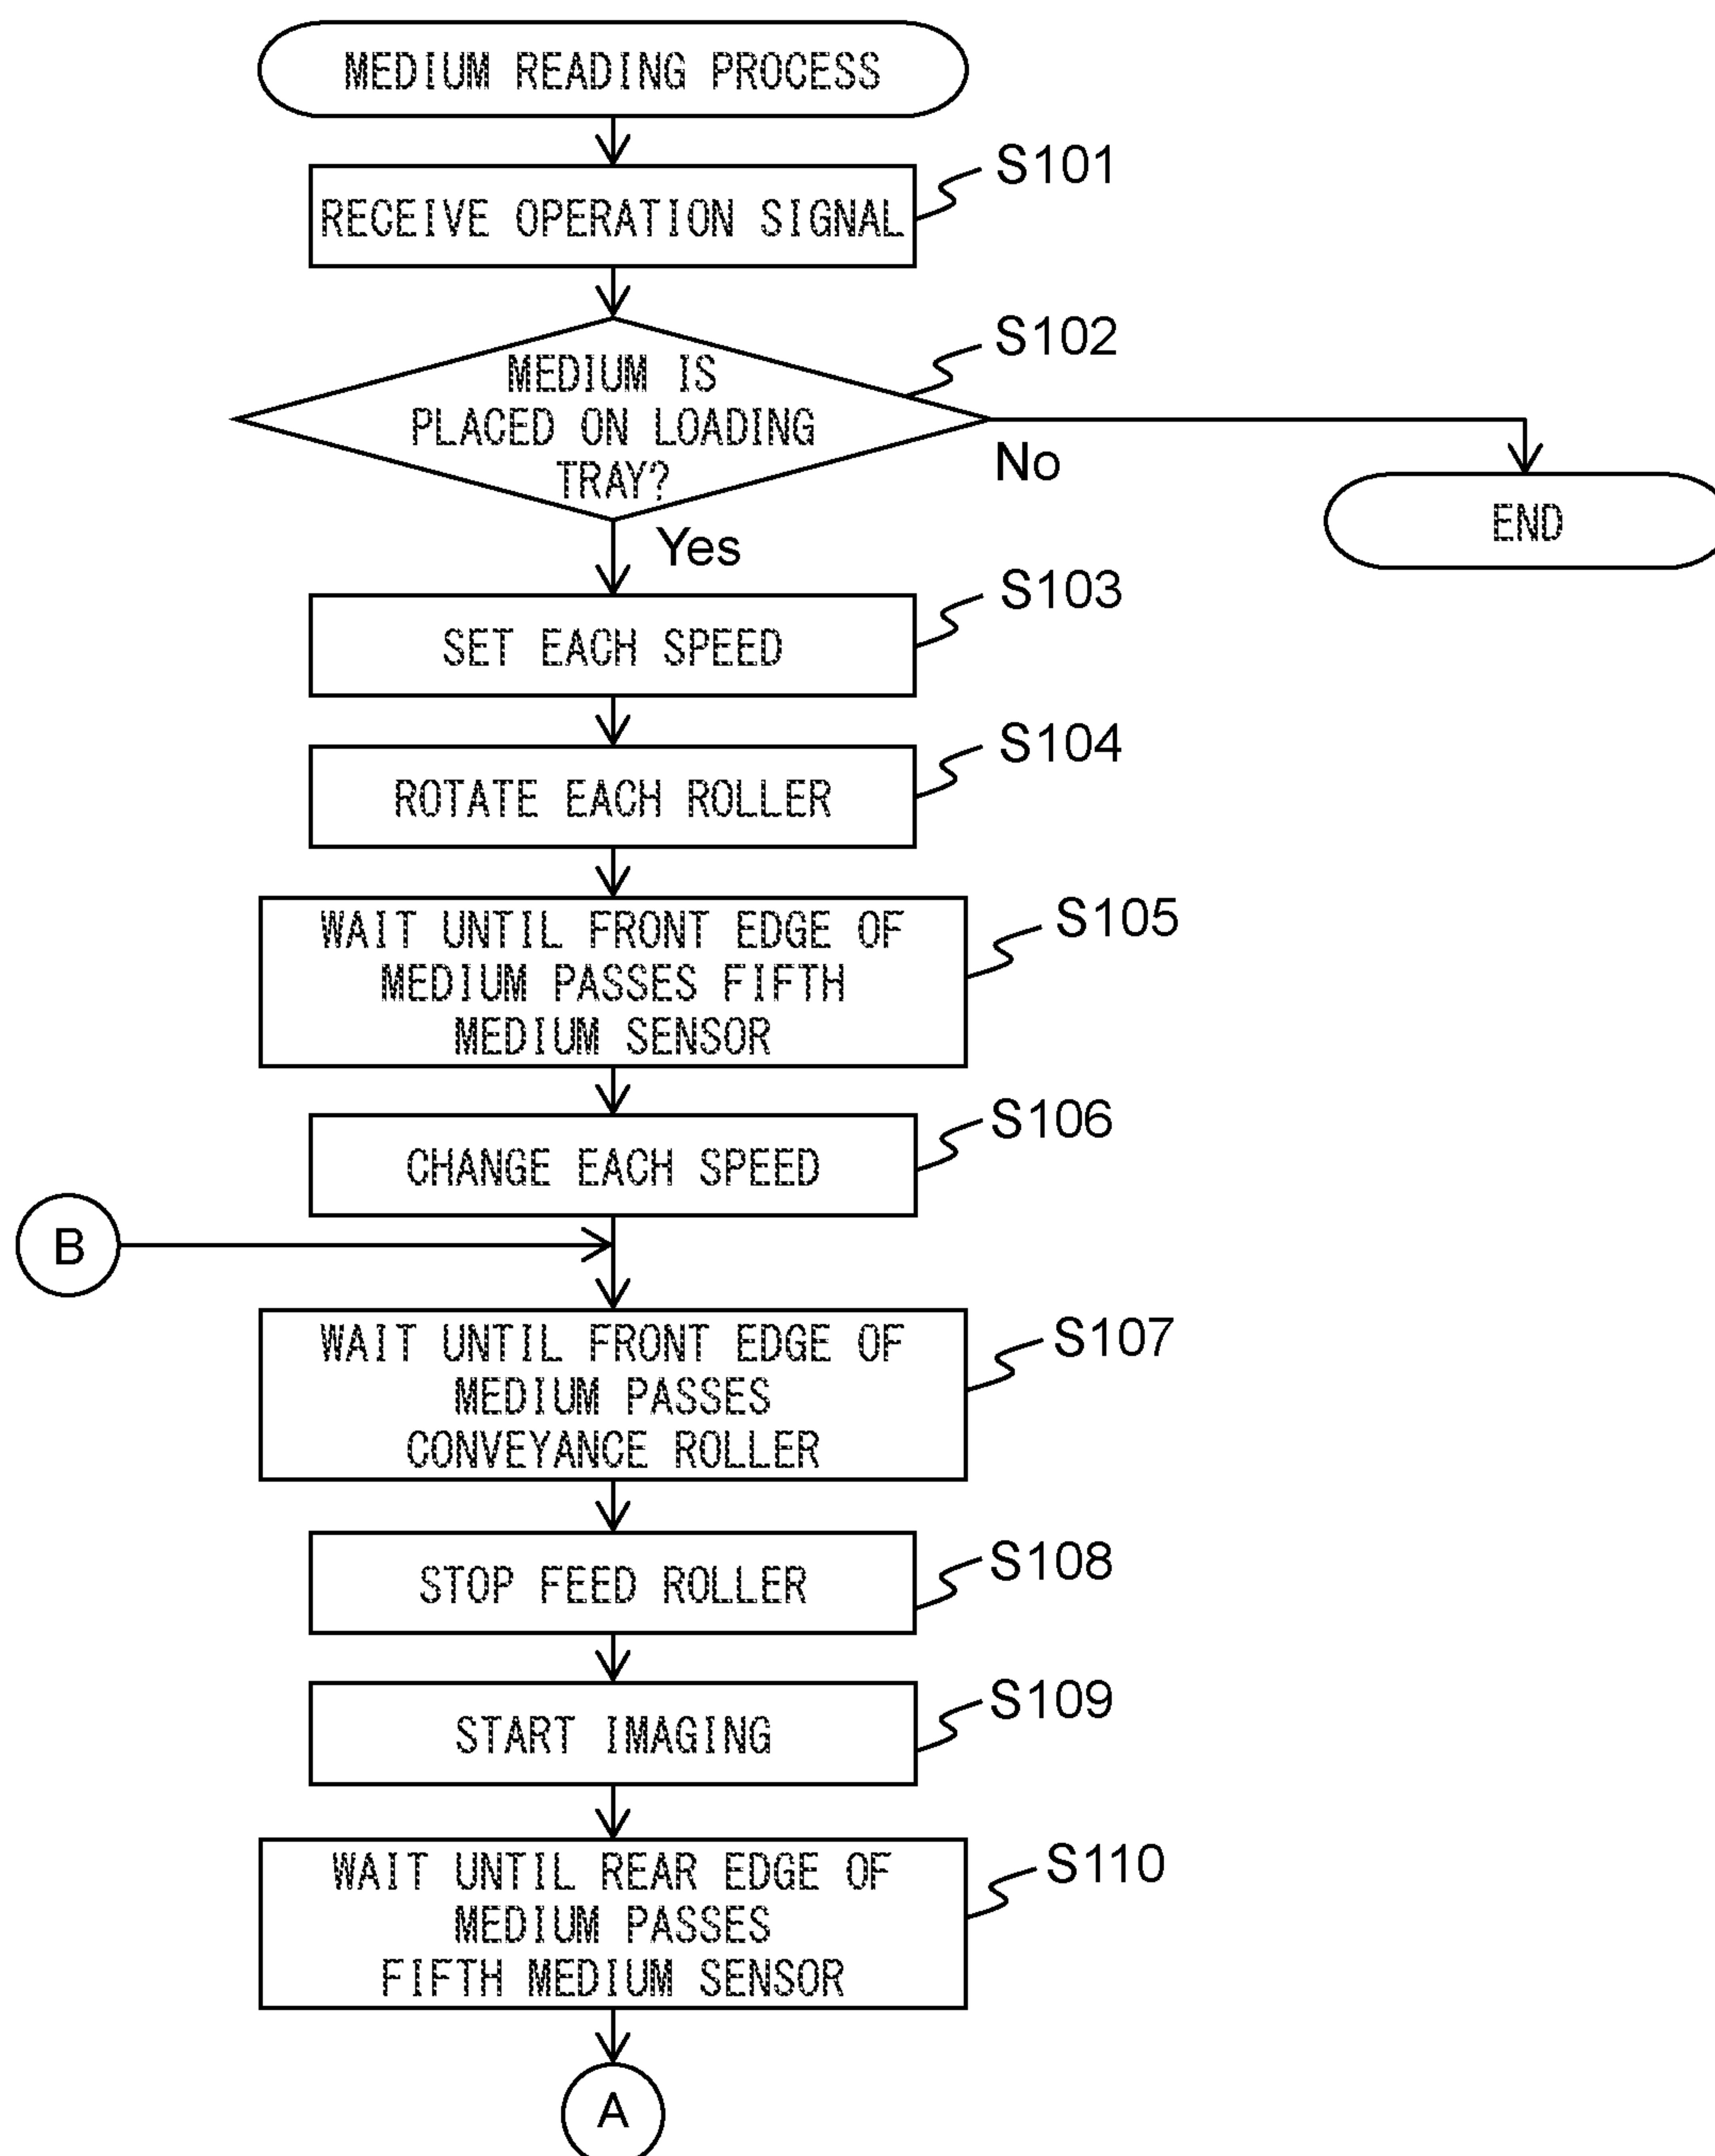 MEDIUM READING PROCESS
S101
RECEIVE OPERATION SIGNAL
S102
MEDIUM IS
PLACED ON LOADING
TRAY?
No
END
Yes
S103
SET EACH SPEED
S104
ROTATE EACH ROLLER
S105
WAIT UNTIL FRONT EDGE OF
MEDIUM PASSES FIFTH
MEDIUM SENSOR
S106
CHANGE EACH SPEED
B
S107
WAIT UNTIL FRONT EDGE OF
MEDIUM PASSES
CONVEYANCE ROLLER
S108
STOP FEED ROLLER
S109
START IMAGING
S110
WAIT UNTIL REAR EDGE OF
MEDIUM PASSES
FIFTH MEDIUM SENSOR
A